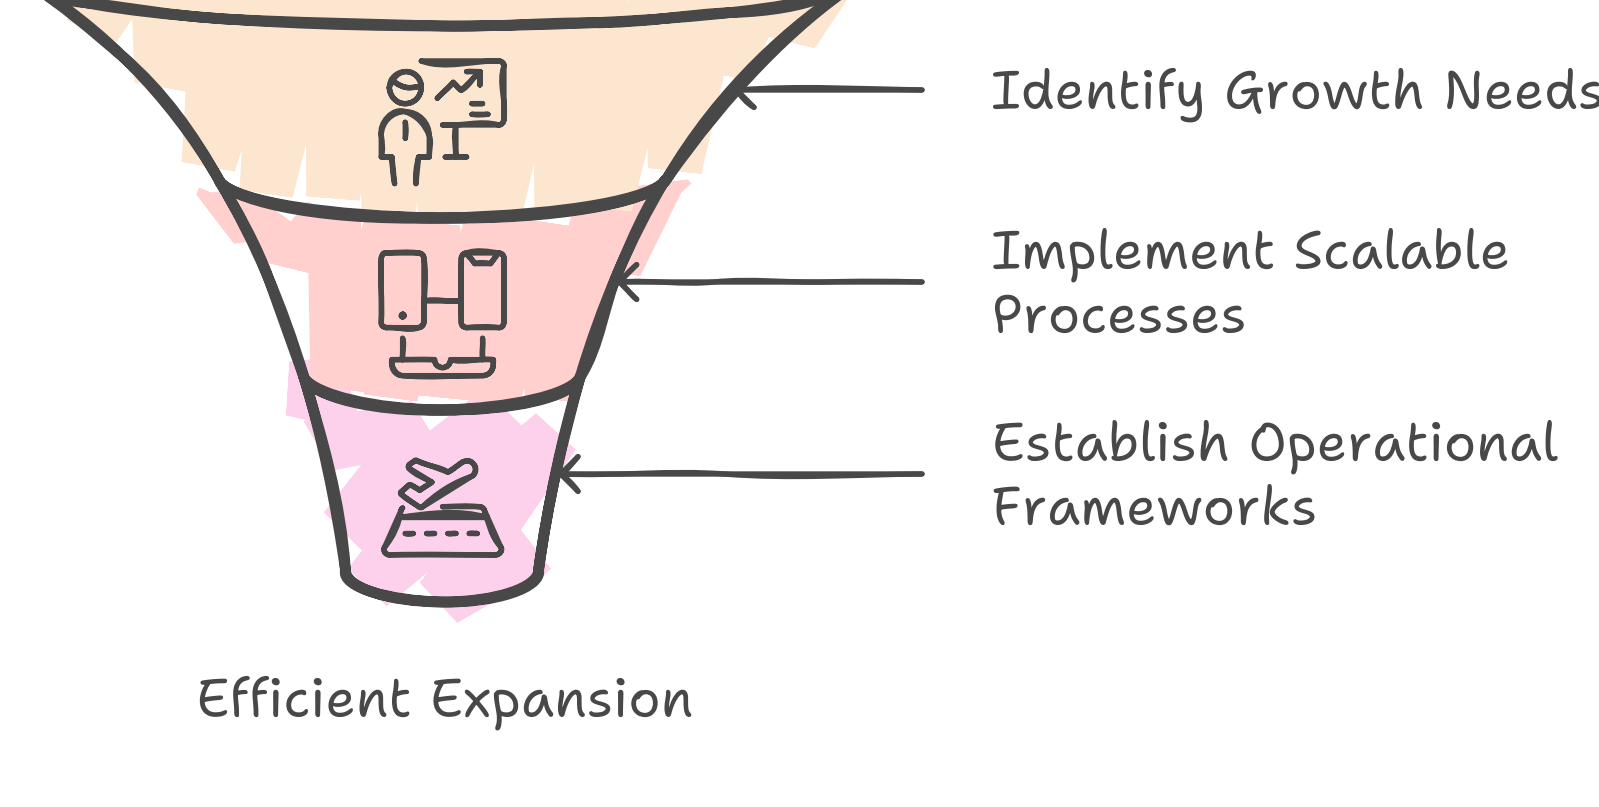 Identify Growth Needs
Implement Scalable
Processes
Establish Operational
Frameworks
Efficient Expansion